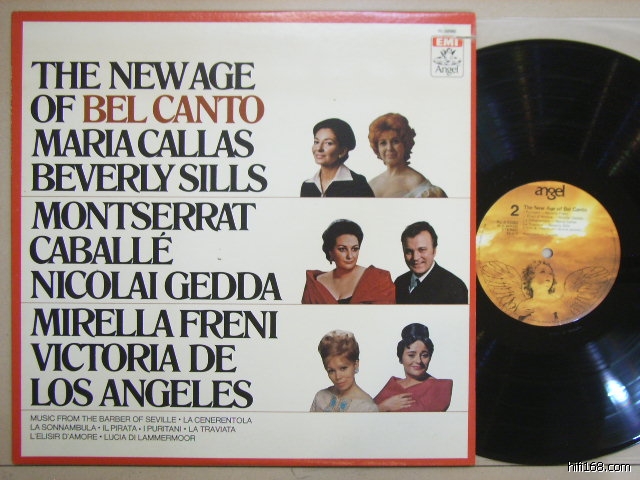 EMI
Angel
THE NEW AGE
OF BEL CANTO
MARIA CALLAS
BEVERLY SILLS
MONTSERRAT
CABALLÉ
NICOLAI GEDDA
MIRELLA FRENI
VICTORIA DE
LOS ANGELES
MUSIC FROM THE BARBER OF SEVILLE • LA CENERENTOLA
LA SONNAMBULA • IL PIRATA • I PURITANI • LA TRAVIATA
L'ELISIR D'AMORE • LUCIA DI LAMMERMOOR
angel
2
The New Age of Bel Canto
hifi168.com